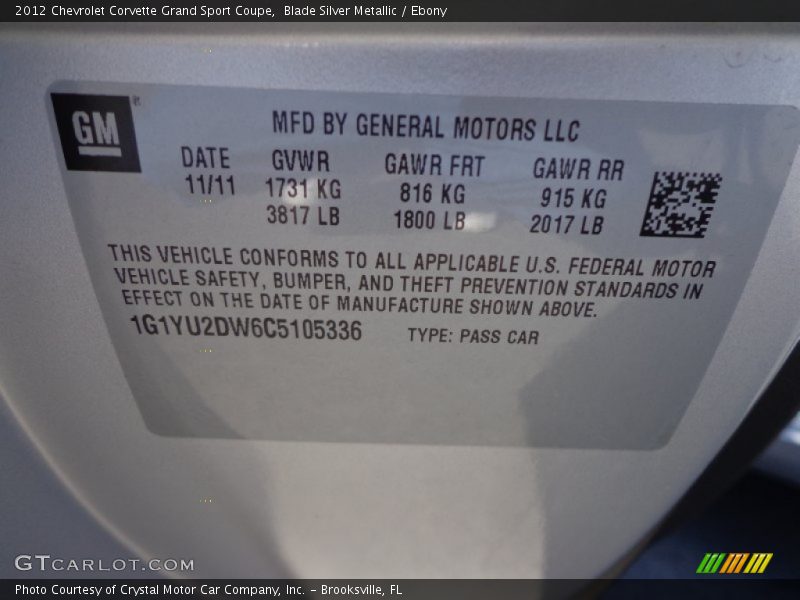 2012 Chevrolet Corvette Grand Sport Coupe,  Blade Silver Metallic / Ebony
GM
MFD BY GENERAL MOTORS LLC
DATE GVWR GAWR FRT GAWR RR
11/11 1731 KG 816 KG 915 KG
3817 LB 1800 LB 2017 LB
THIS VEHICLE CONFORMS TO ALL APPLICABLE U.S. FEDERAL MOTOR
VEHICLE SAFETY, BUMPER, AND THEFT PREVENTION STANDARDS IN
EFFECT ON THE DATE OF MANUFACTURE SHOWN ABOVE.
1G1YU2DW6C5105336 TYPE: PASS CAR
GTCARLOT.COM
Photo Courtesy of Crystal Motor Car Company, Inc. – Brooksville, FL